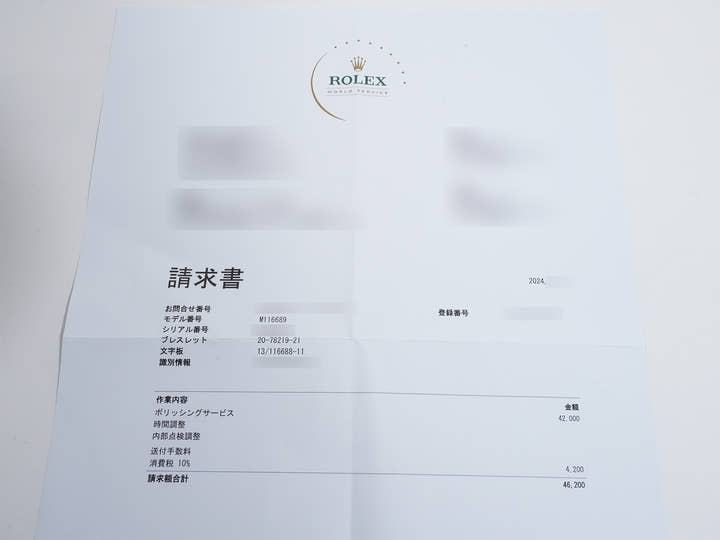 ROLEX
WORLD SERVICE
請求書
2024.
お問合せ番号
モデル番号 M116689
登録番号
シリアル番号
ブレスレット 20-78219-21
文字板 13/116688-11
識別情報
作業内容 金額
ポリッシングサービス 42,000
時間調整
内部点検調整
送付手数料
消費税 10% 4,200
請求額合計 46,200